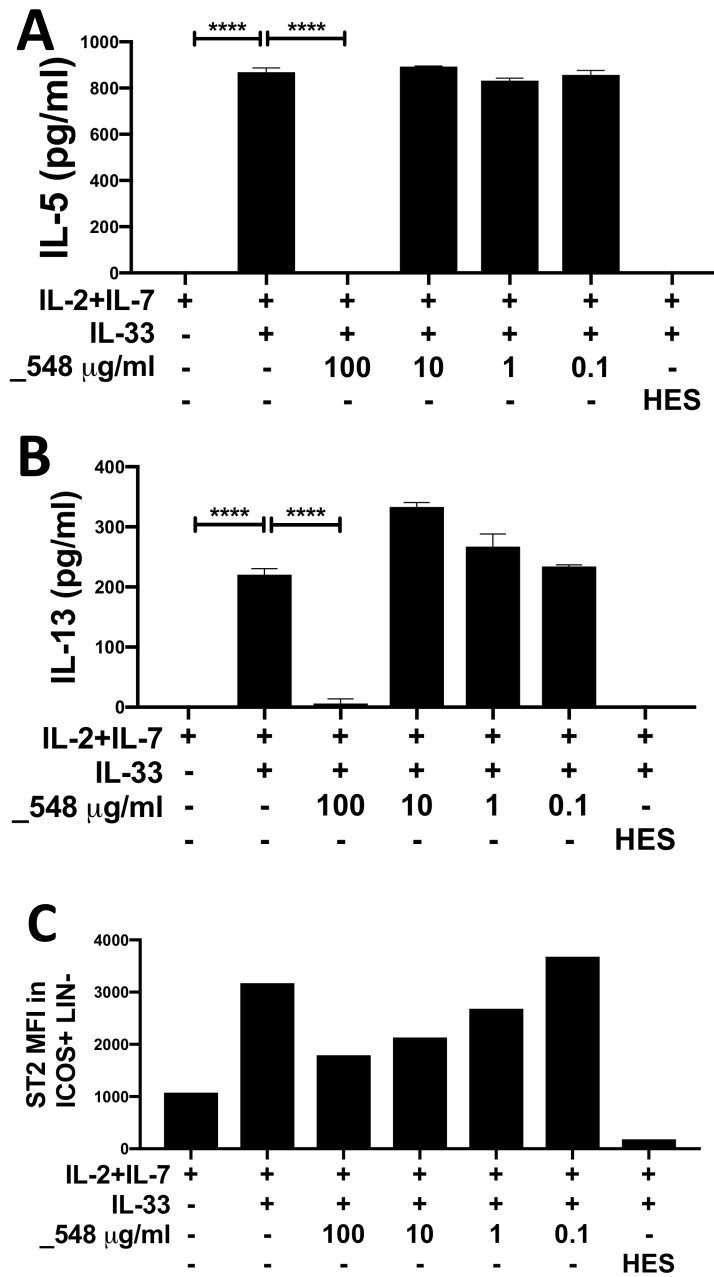 A
**** ****
IL-5 (pg/ml)
1000
800
600
400
200
0
IL-2+IL-7 + + + + + + +
IL-33 - + + + + + +
_548 µg/ml - - 100 10 1 0.1 -
- - - - - - HES
B
**** ****
IL-13 (pg/ml)
400
300
200
100
0
IL-2+IL-7 + + + + + + +
IL-33 - + + + + + +
_548 µg/ml - - 100 10 1 0.1 -
- - - - - - HES
C
ST2 MFI in
ICOS+ LIN-
4000
3000
2000
1000
0
IL-2+IL-7 + + + + + + +
IL-33 - + + + + + +
_548 µg/ml - - 100 10 1 0.1 -
- - - - - - HES